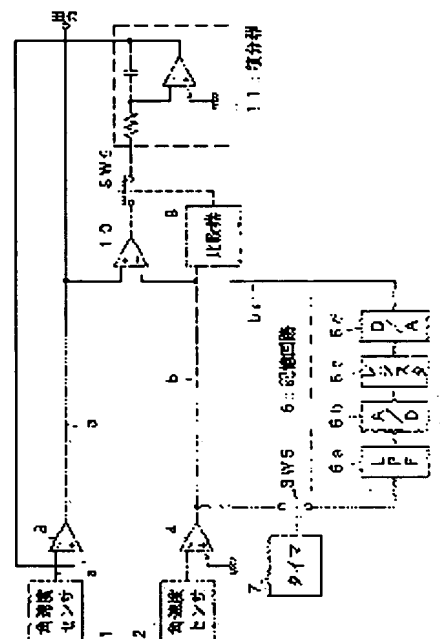 角速度
センサ
1
a
3
a
出力
角速度
センサ
2
4
b
10
SW9
8
比較器
11：積分器
7
タイマ
SW5
6：記憶回路
b'
6a
LPF
6b
A/D
6c
レジスタ
6d
D/A